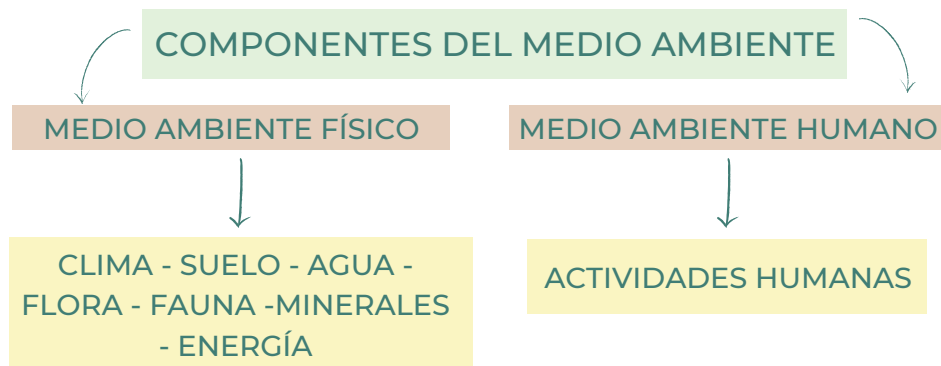 COMPONENTES DEL MEDIO AMBIENTE
MEDIO AMBIENTE FÍSICO
MEDIO AMBIENTE HUMANO
CLIMA - SUELO - AGUA -
FLORA - FAUNA -MINERALES
- ENERGÍA
ACTIVIDADES HUMANAS